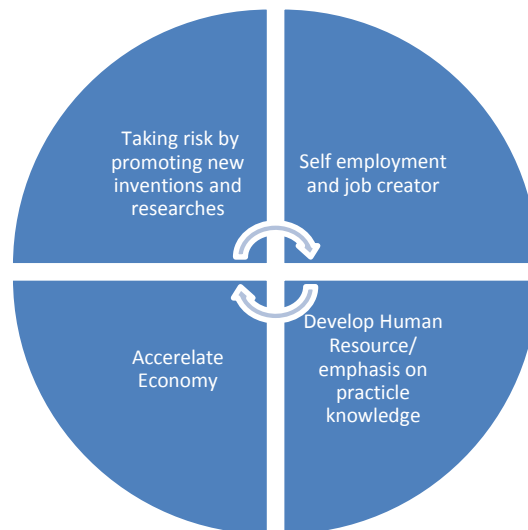 Taking risk by
promoting new
inventions and
researches
Self employment
and job creator
Accerelate
Economy
Develop Human
Resource/
emphasis on
practicle
knowledge